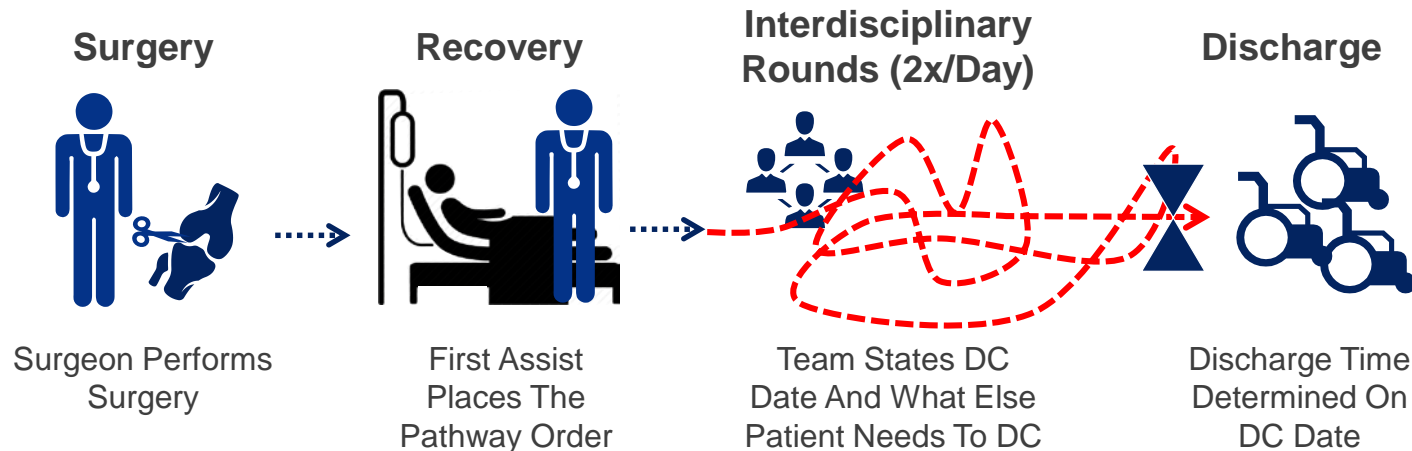 Surgery
Surgeon Performs
Surgery
Recovery
First Assist
Places The
Pathway Order
Interdisciplinary
Rounds (2x/Day)
Team States DC
Date And What Else
Patient Needs To DC
Discharge
Discharge Time
Determined On
DC Date